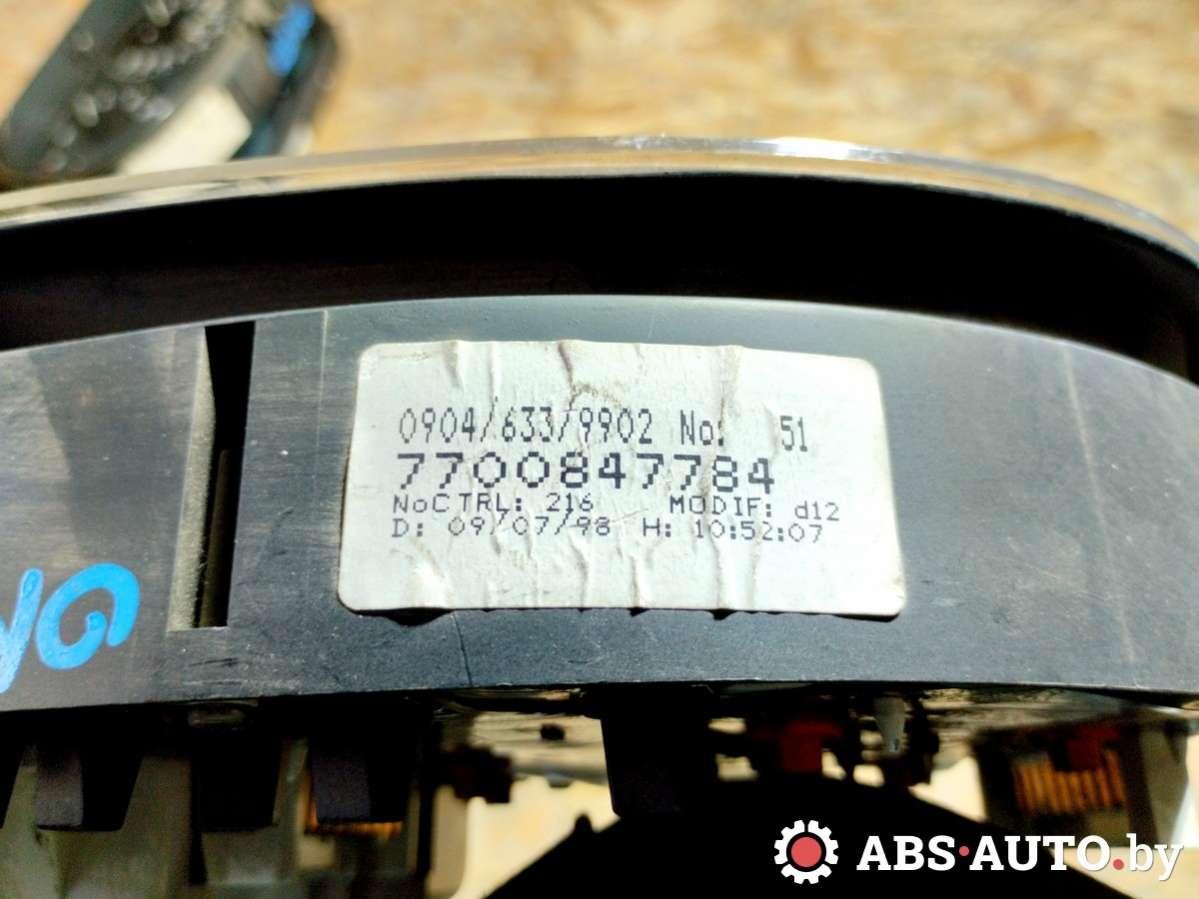 0904/633/9902 No: 51
7700847784
NoCTRL: 216 MODIF: d12
D: 09/07/98 H: 10:52:07
ABS·AUTO.by